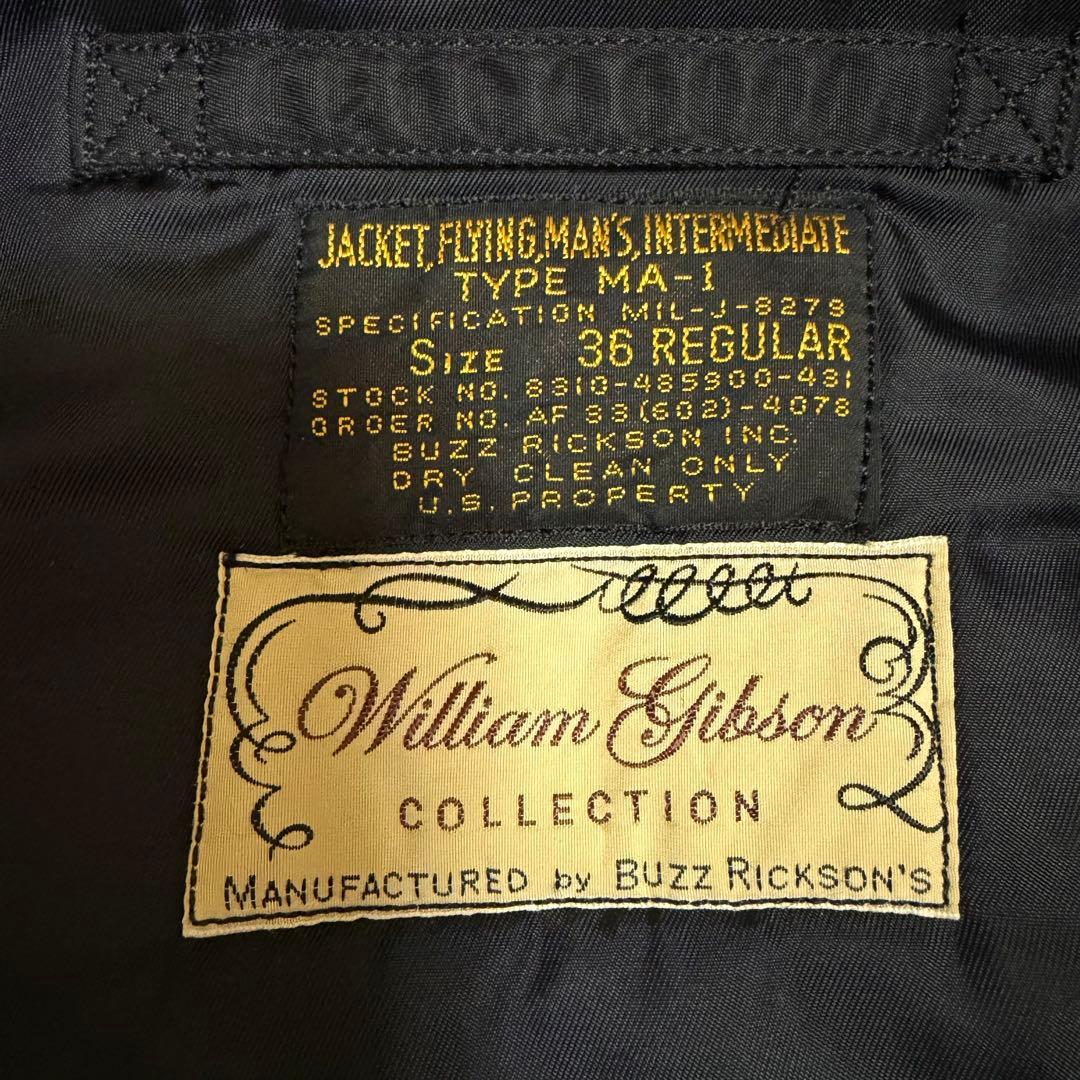 JACKET, FLYING, MAN'S, INTERMEDIATE
TYPE MA-1
SPECIFICATION MIL-J-8279
SIZE 36 REGULAR
STOCK NO. 8310-485900-491
ORDER NO. AF 33(602)-4078
BUZZ RICKSON INC.
DRY CLEAN ONLY
U.S. PROPERTY
William Gibson
COLLECTION
MANUFACTURED by BUZZ RICKSON'S